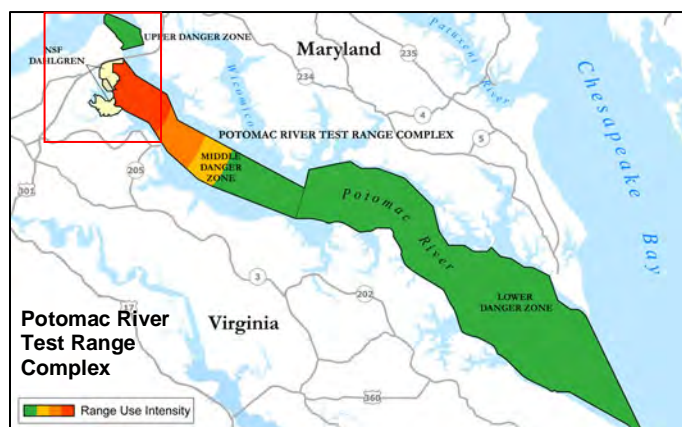 UPPER DANGER ZONE
Maryland
235
Patuxent River
NSF
DAHLGREN
Wicomico
234
4
5
Chesapeake Bay
POTOMAC RIVER TEST RANGE COMPLEX
MIDDLE
DANGER
ZONE
205
301
Potomac River
3
202
LOWER
DANGER ZONE
17
Virginia
Potomac River
Test Range
Complex
360
Range Use Intensity